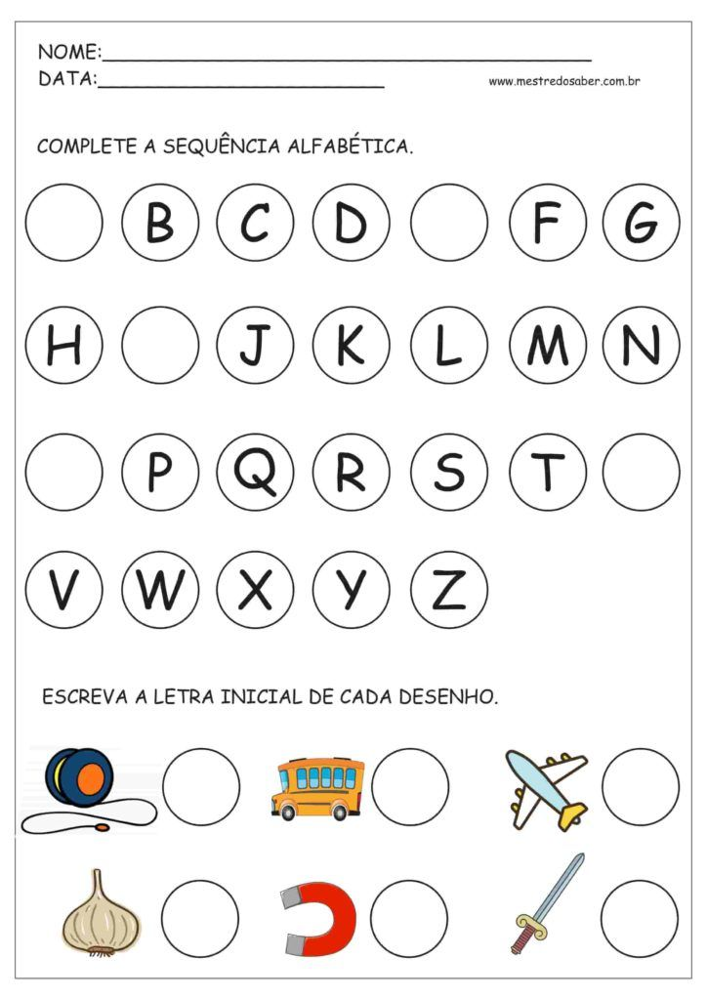 NOME:
DATA:
www.mestredosaber.com.br
COMPLETE A SEQUÊNCIA ALFABÉTICA.
B C D F G
H J K L M N
P Q R S T
V W X Y Z
ESCREVA A LETRA INICIAL DE CADA DESENHO.